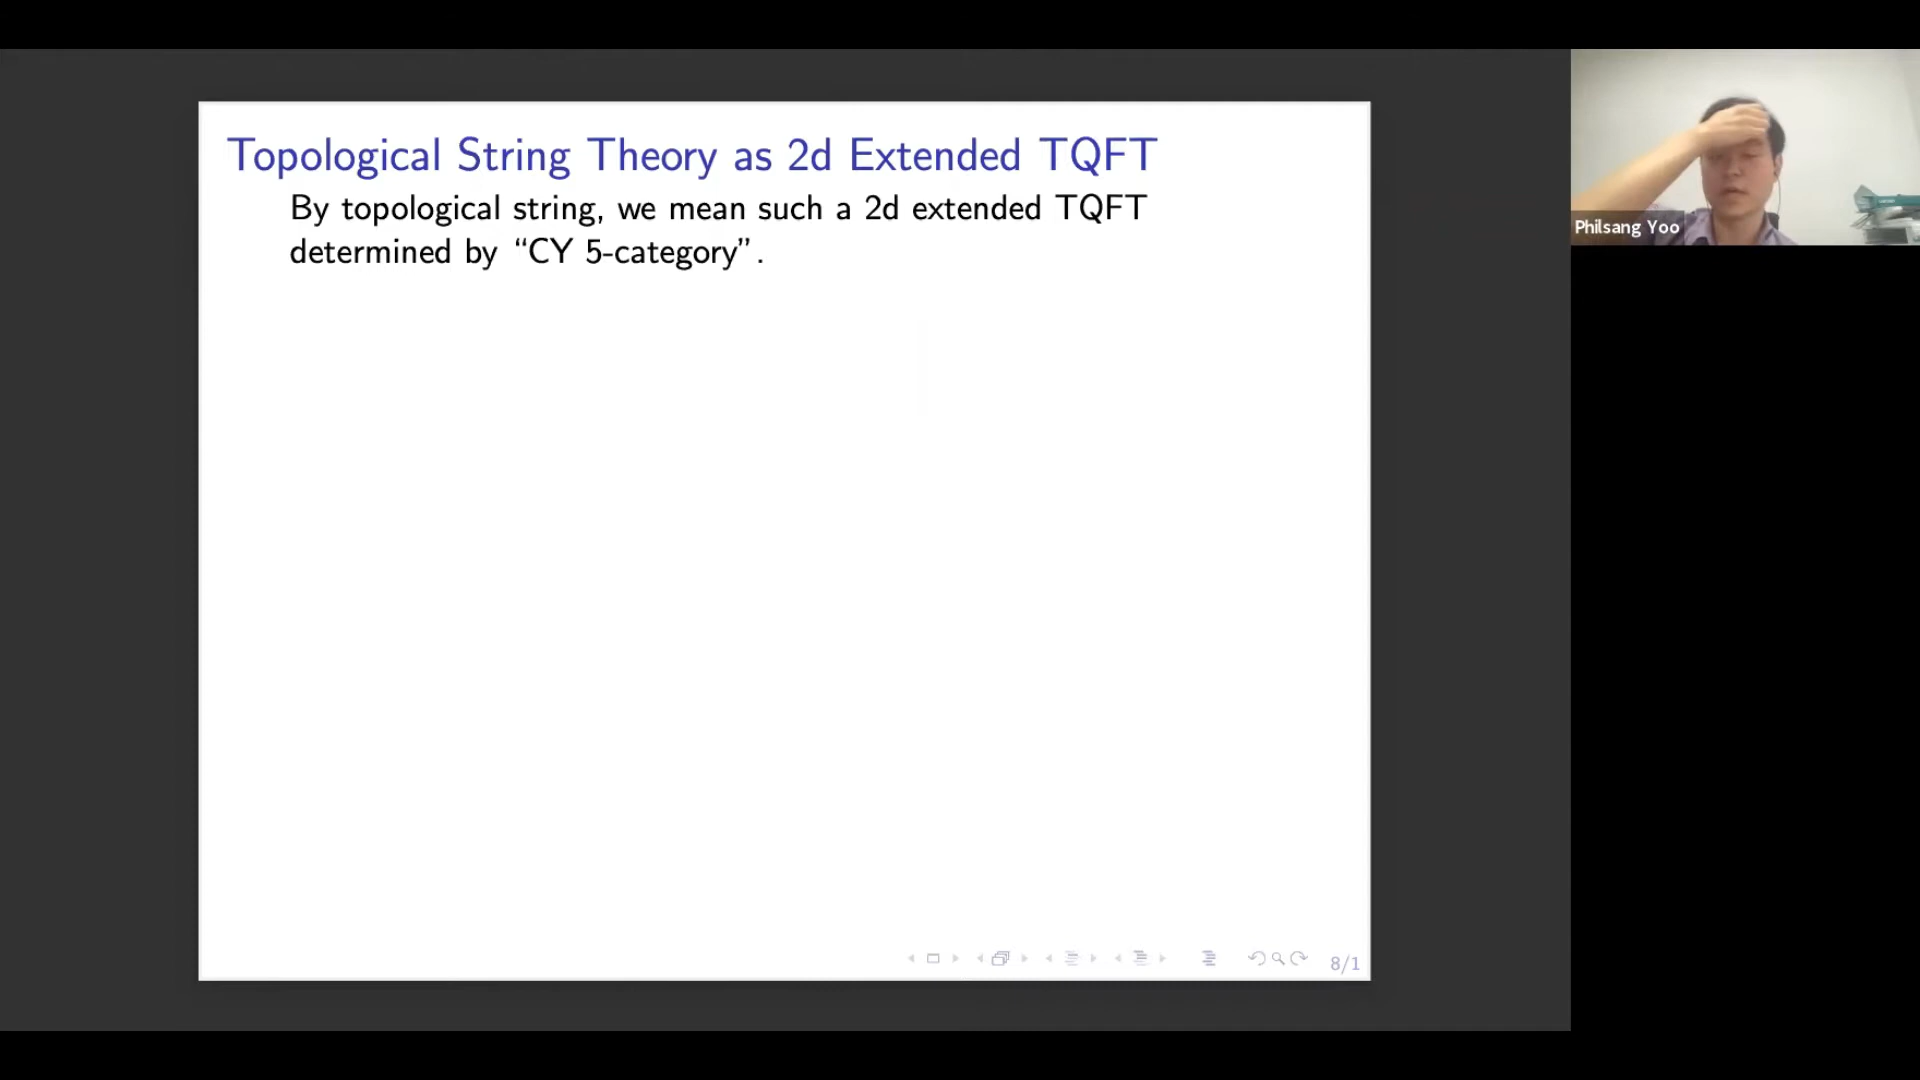 Topological String Theory as 2d Extended TQFT
By topological string, we mean such a 2d extended TQFT
determined by “CY 5-category”.
8/1
Philsang Yoo